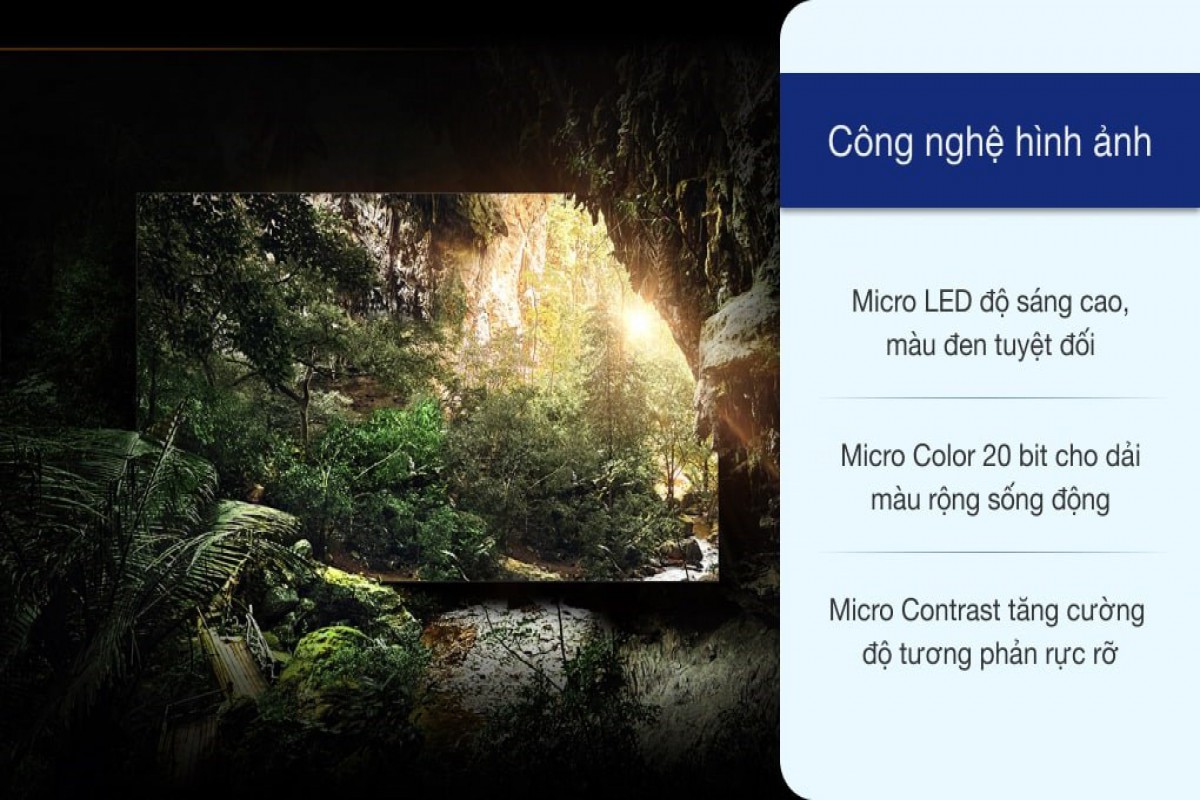 Công nghệ hình ảnh
Micro LED độ sáng cao,
màu đen tuyệt đối
Micro Color 20 bit cho dải
màu rộng sống động
Micro Contrast tăng cường
độ tương phản rực rỡ